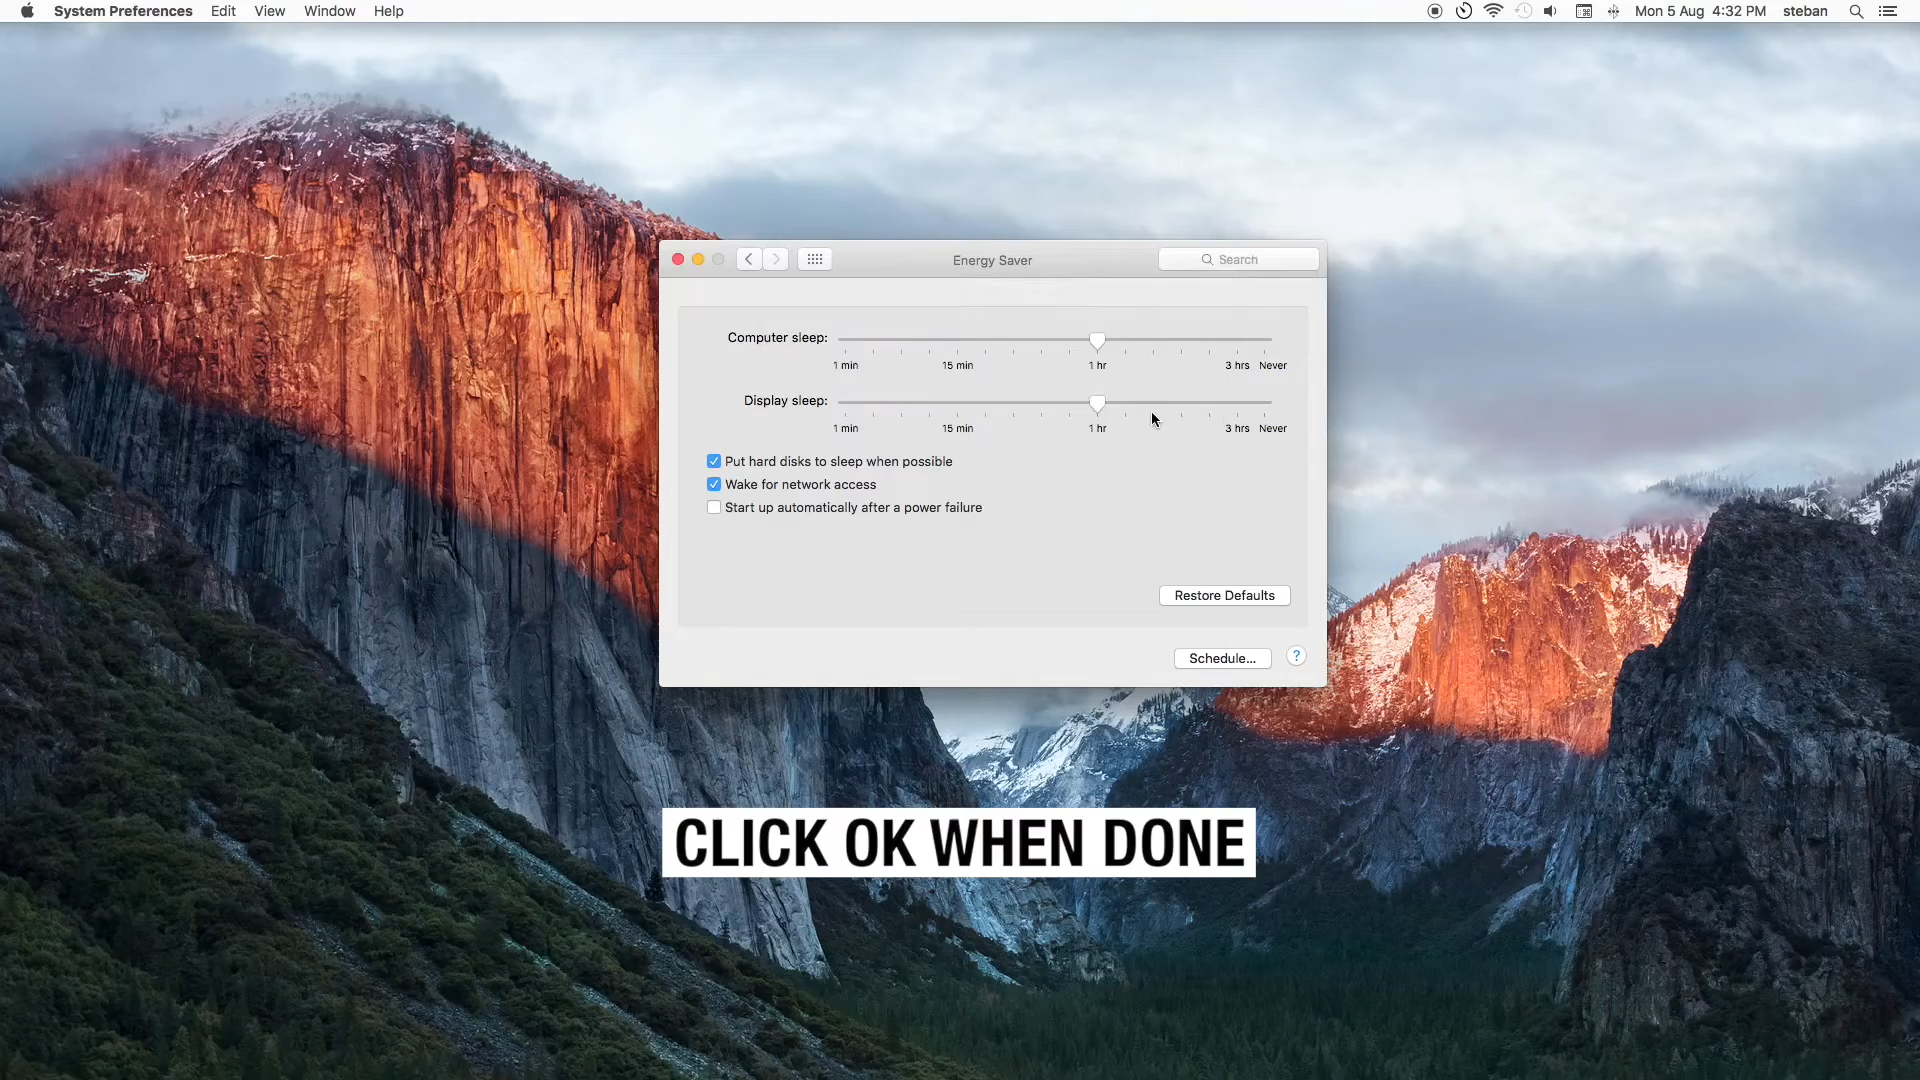 System Preferences Edit View Window Help Mon 5 Aug 4:32 PM steban
Energy Saver Search
Computer sleep:
1 min 15 min 1 hr 3 hrs Never
Display sleep:
1 min 15 min 1 hr 3 hrs Never
Put hard disks to sleep when possible
Wake for network access
Start up automatically after a power failure
Restore Defaults
Schedule... ?
CLICK OK WHEN DONE